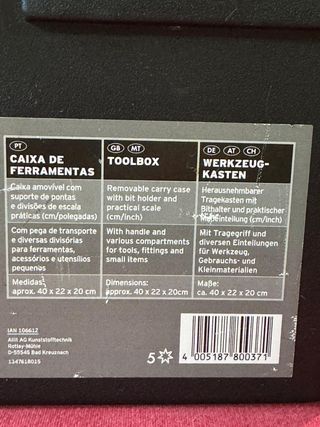 PT
CAIXA DE
FERRAMENTAS
Caixa amovível com
suporte de pontas
e divisões de escala
práticas (cm/polegadas)
Com pega de transporte
e diversas divisórias
para ferramentas,
acessórios e utensílios
pequenos
Medidas:
aprox. 40 x 22 x 20 cm
GB MT
TOOLBOX
Removable carry case
with bit holder and
practical scale
(cm/inch)
With handle and
various compartments
for tools, fittings and
small items
Dimensions:
approx. 40 x 22 x 20cm
DE AT CH
WERKZEUG-
KASTEN
Herausnehmbarer
Tragekasten mit
Bithalter und praktischer
Maßeinteilung (cm/inch)
Mit Tragegriff und
diversen Einteilungen
für Werkzeug,
Gebrauchs- und
Kleinmaterialien
Maße:
ca. 40 x 22 x 20 cm
IAN 106612
Allit AG Kunststofftechnik
Rotlay-Mühle
D-55545 Bad Kreuznach
1347618015
5
4 005187 800371